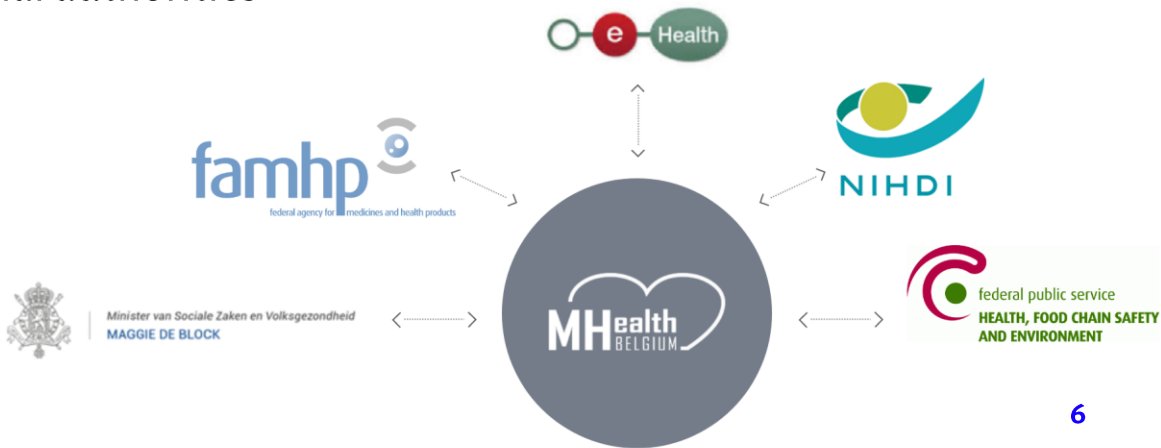 e Health
famhp
federal agency for medicines and health products
NIHDI
Minister van Sociale Zaken en Volksgezondheid
MAGGIE DE BLOCK
MHealth
BELGIUM
federal public service
HEALTH, FOOD CHAIN SAFETY
AND ENVIRONMENT
6